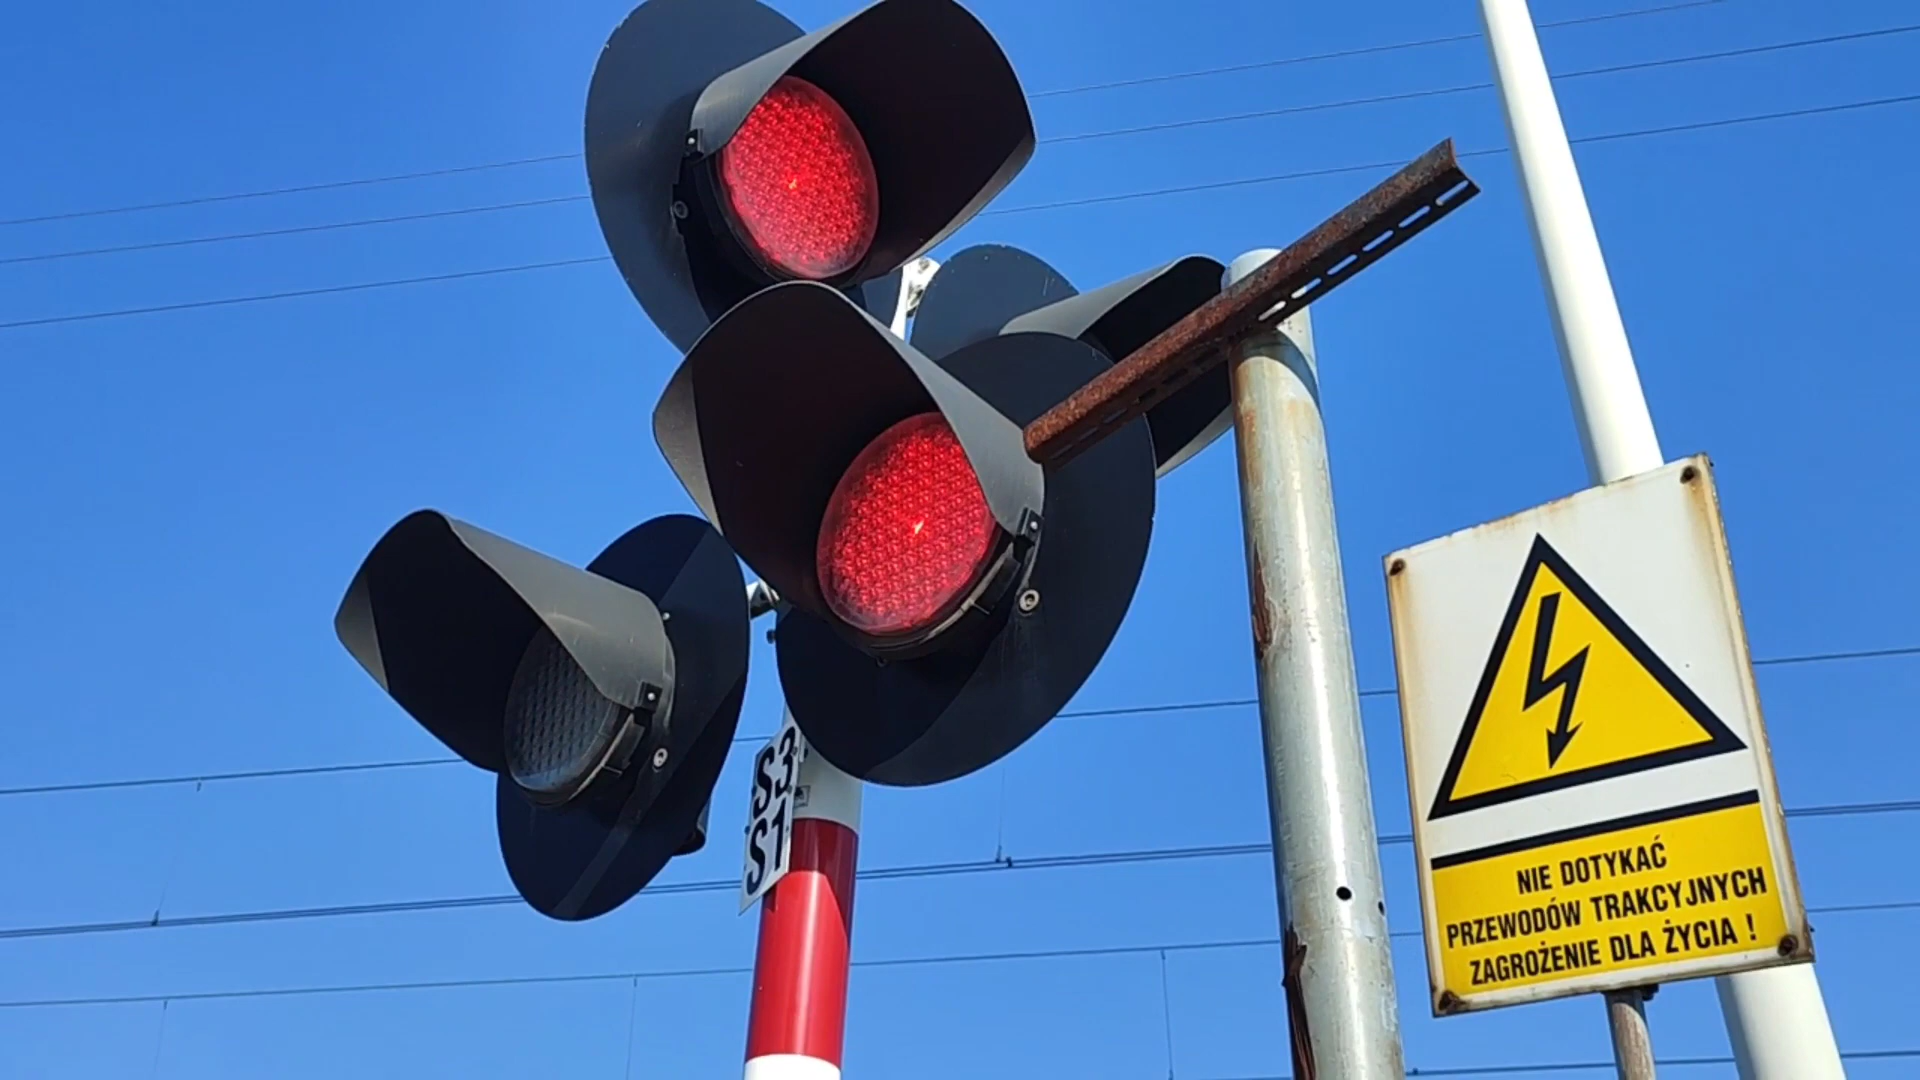 S3
S1
NIE DOTYKAĆ
PRZEWODÓW TRAKCYJNYCH
ZAGROŻENIE DLA ŻYCIA !